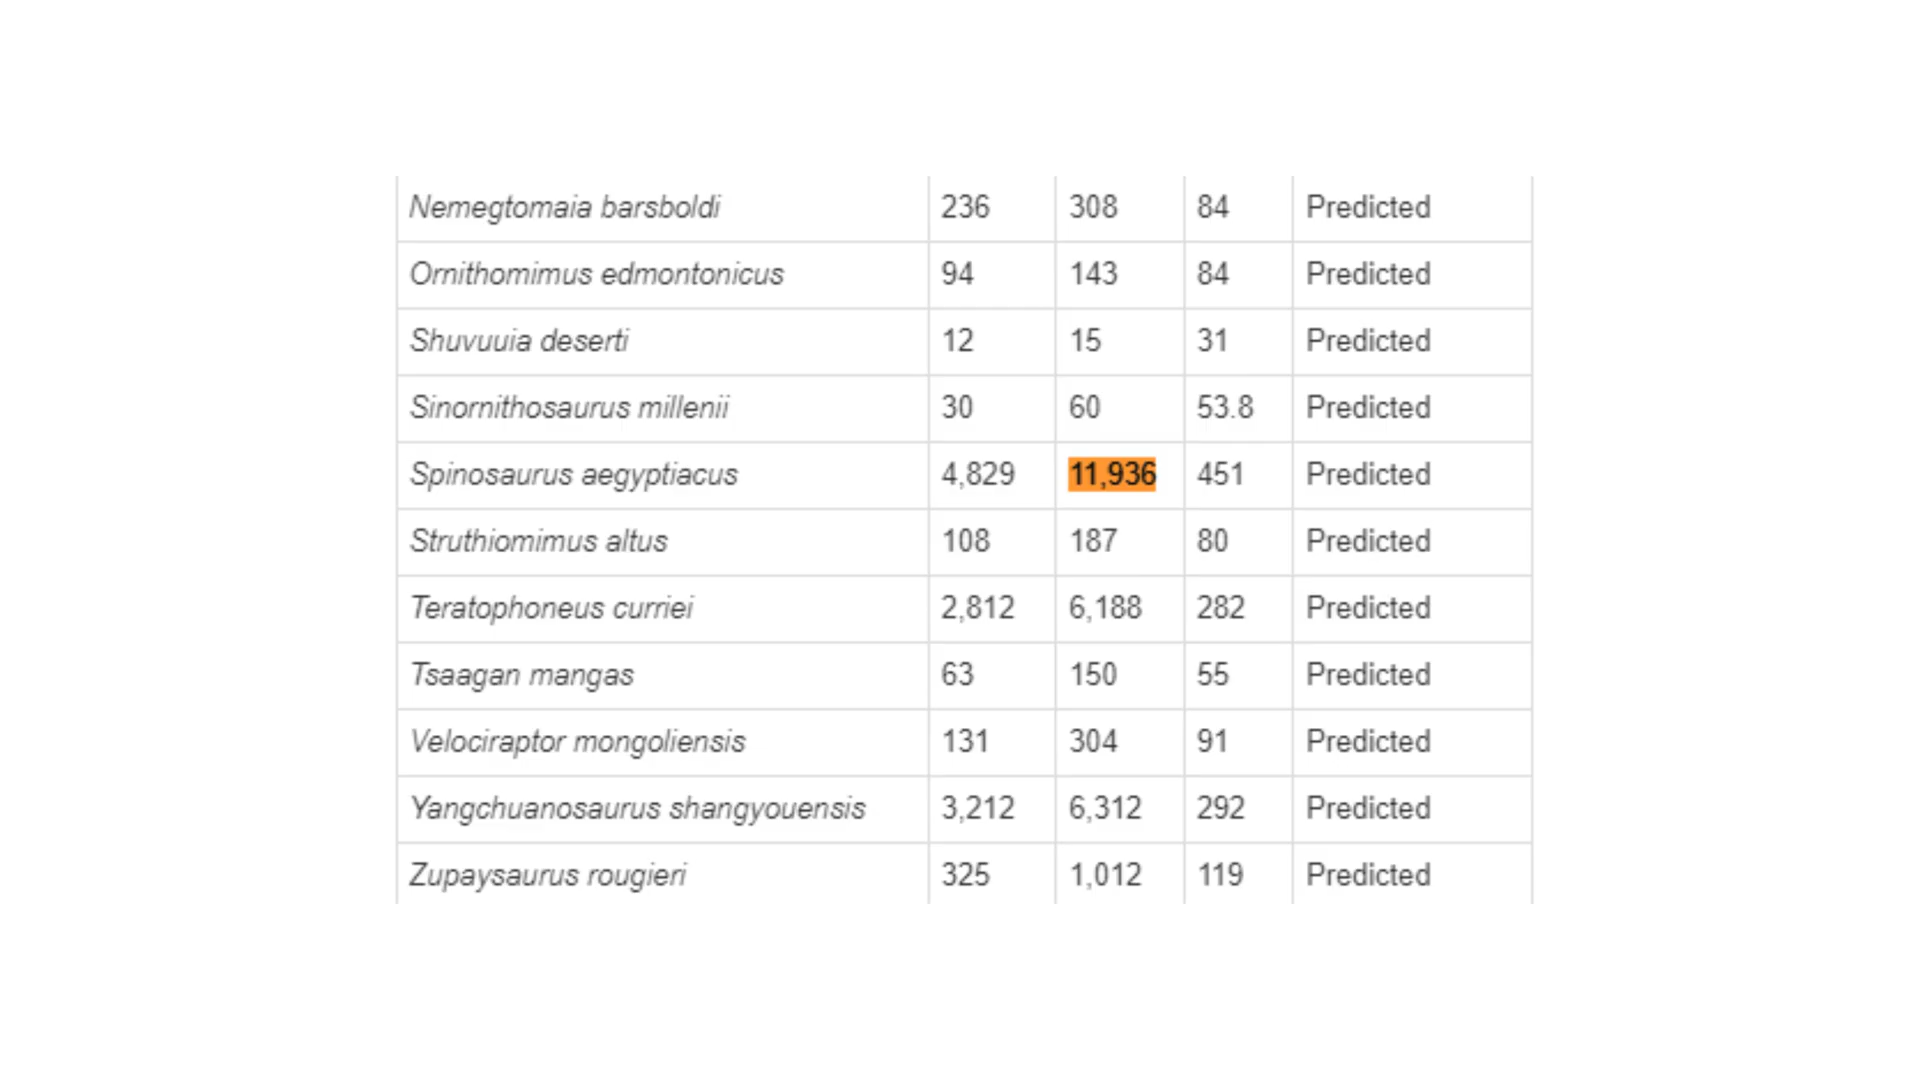 Nemegtomaia barsboldi 236 308 84 Predicted
Ornithomimus edmontonicus 94 143 84 Predicted
Shuvuuia deserti 12 15 31 Predicted
Sinornithosaurus millenii 30 60 53.8 Predicted
Spinosaurus aegyptiacus 4,829 11,936 451 Predicted
Struthiomimus altus 108 187 80 Predicted
Teratophoneus curriei 2,812 6,188 282 Predicted
Tsaagan mangas 63 150 55 Predicted
Velociraptor mongoliensis 131 304 91 Predicted
Yangchuanosaurus shangyouensis 3,212 6,312 292 Predicted
Zupaysaurus rougieri 325 1,012 119 Predicted